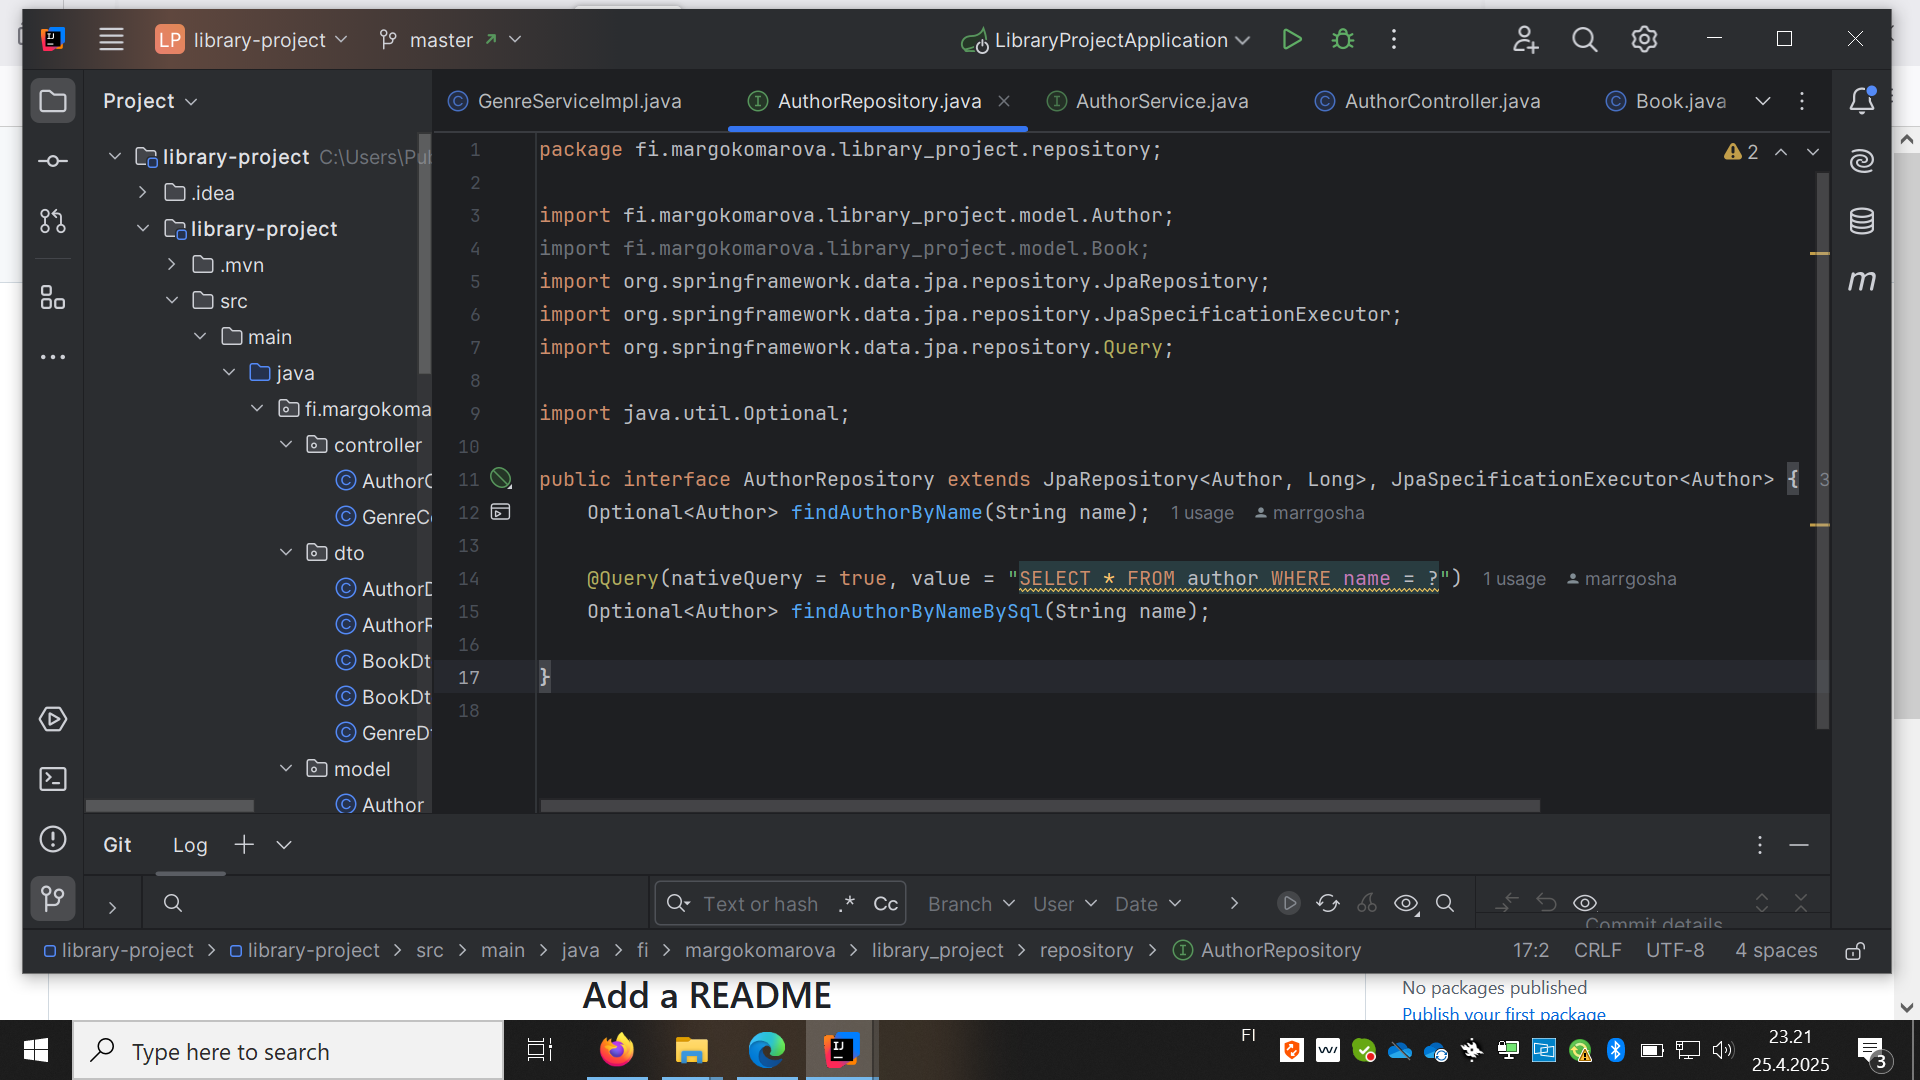 LP library-project
master
LibraryProjectApplication
Project
GenreServiceImpl.java
AuthorRepository.java
AuthorService.java
AuthorController.java
Book.java
library-project C:\Users\Pub
.idea
library-project
.mvn
src
main
java
fi.margokoma
controller
AuthorC
GenreCo
dto
AuthorD
AuthorR
BookDt
BookDt
GenreDt
model
Author
2
1 package fi.margokomarova.library_project.repository;
2
3 import fi.margokomarova.library_project.model.Author;
4 import fi.margokomarova.library_project.model.Book;
5 import org.springframework.data.jpa.repository.JpaRepository;
6 import org.springframework.data.jpa.repository.JpaSpecificationExecutor;
7 import org.springframework.data.jpa.repository.Query;
8
9 import java.util.Optional;
10
11 public interface AuthorRepository extends JpaRepository<Author, Long>, JpaSpecificationExecutor<Author> { 3
12 Optional<Author> findAuthorByName(String name); 1 usage marrgosha
13
14 @Query(nativeQuery = true, value = "SELECT * FROM author WHERE name = ?") 1 usage marrgosha
15 Optional<Author> findAuthorByNameBySql(String name);
16
17 }
18
m
Git Log
Text or hash .* Cc Branch User Date
Commit details
library-project > library-project > src > main > java > fi > margokomarova > library_project > repository > AuthorRepository
17:2 CRLF UTF-8 4 spaces
Add a README
No packages published
Publish your first package
Type here to search
FI
23.21
25.4.2025
3